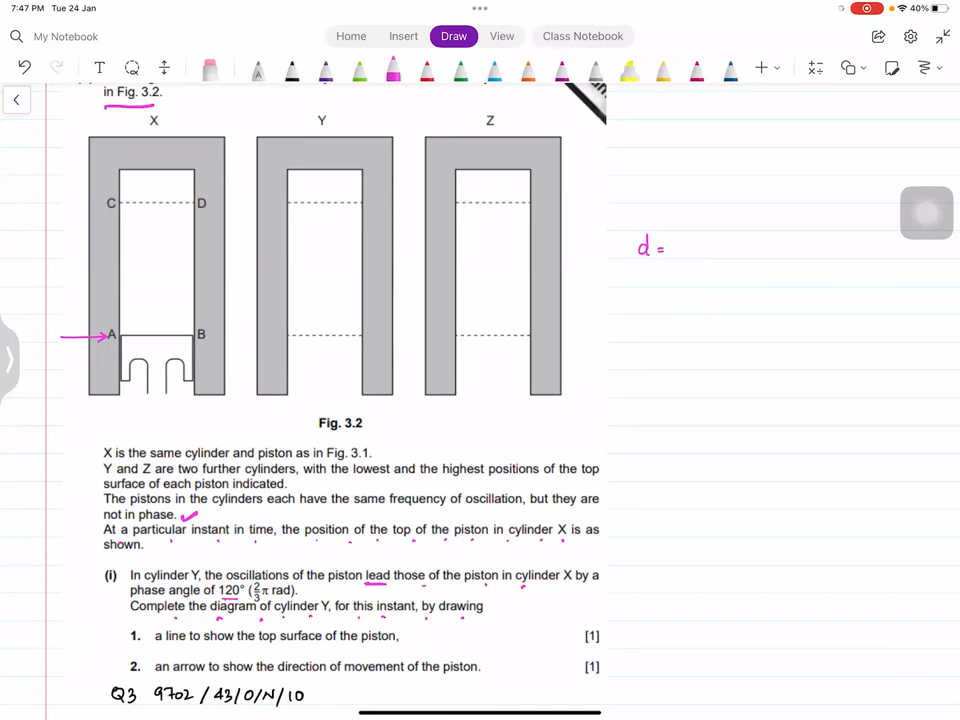 7:47 PM Tue 24 Jan
40%
My Notebook
Home Insert Draw View Class Notebook
in Fig. 3.2.
X Y Z
C D
d =
A B
Fig. 3.2
X is the same cylinder and piston as in Fig. 3.1.
Y and Z are two further cylinders, with the lowest and the highest positions of the top
surface of each piston indicated.
The pistons in the cylinders each have the same frequency of oscillation, but they are
not in phase.
At a particular instant in time, the position of the top of the piston in cylinder X is as
shown.
(i) In cylinder Y, the oscillations of the piston lead those of the piston in cylinder X by a
phase angle of 120° (2/3 π rad).
Complete the diagram of cylinder Y, for this instant, by drawing
1. a line to show the top surface of the piston, [1]
2. an arrow to show the direction of movement of the piston. [1]
Q3 9702 / 43 / O / N / 10